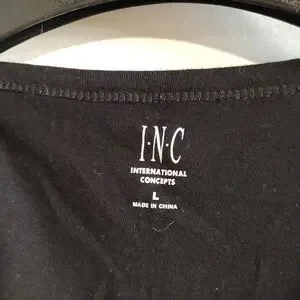 I·N·C
INTERNATIONAL
CONCEPTS
L
MADE IN CHINA